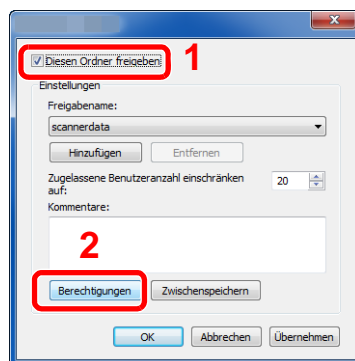 Diesen Ordner freigeben
1
Einstellungen
Freigabename:
scannerdata
Hinzufügen
Entfernen
Zugelassene Benutzeranzahl einschränken
auf:
20
Kommentare:
2
Berechtigungen
Zwischenspeichern
OK
Abbrechen
Übernehmen